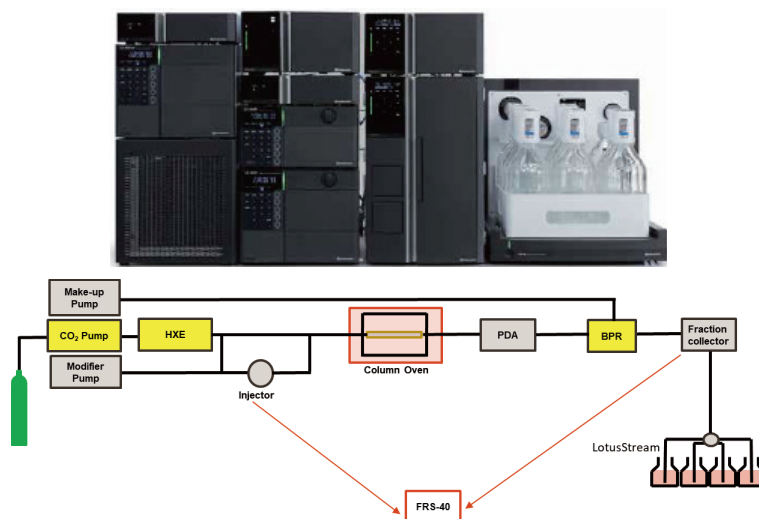 Make-up
Pump
CO₂ Pump
HXE
Modifier
Pump
Injector
Column Oven
PDA
BPR
Fraction
collector
LotusStream
FRS-40